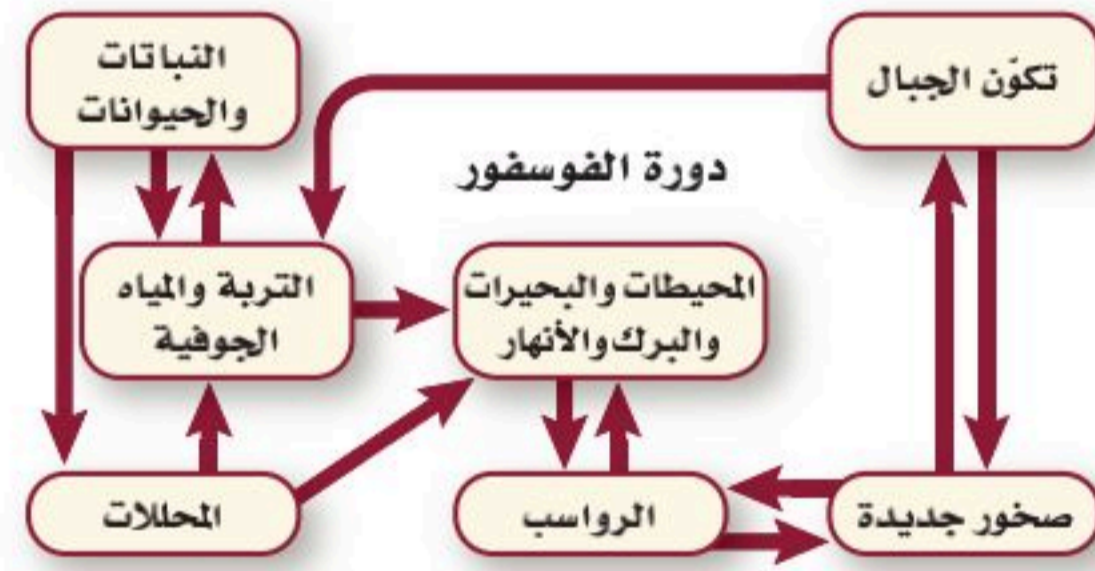 تكوّن الجبال
النباتات
والحيوانات
دورة الفوسفور
المحيطات والبحيرات
والبرك والأنهار
التربة والمياه
الجوفية
صخور جديدة
الرواسب
المحللات